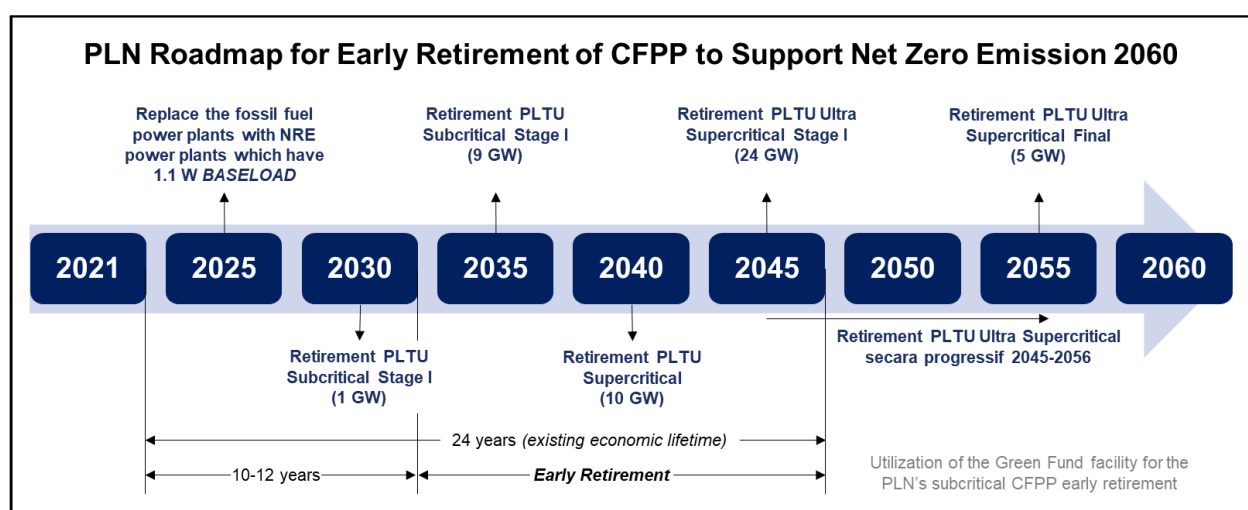 PLN Roadmap for Early Retirement of CFPP to Support Net Zero Emission 2060
Replace the fossil fuel
power plants with NRE
power plants which have
1.1 W BASELOAD
Retirement PLTU
Subcritical Stage I
(9 GW)
Retirement PLTU Ultra
Supercritical Stage I
(24 GW)
Retirement PLTU Ultra
Supercritical Final
(5 GW)
2021
2025
2030
2035
2040
2045
2050
2055
2060
Retirement PLTU
Subcritical Stage I
(1 GW)
Retirement PLTU
Supercritical
(10 GW)
Retirement PLTU Ultra Supercritical
secara progressif 2045-2056
24 years (existing economic lifetime)
10-12 years
Early Retirement
Utilization of the Green Fund facility for the
PLN's subcritical CFPP early retirement